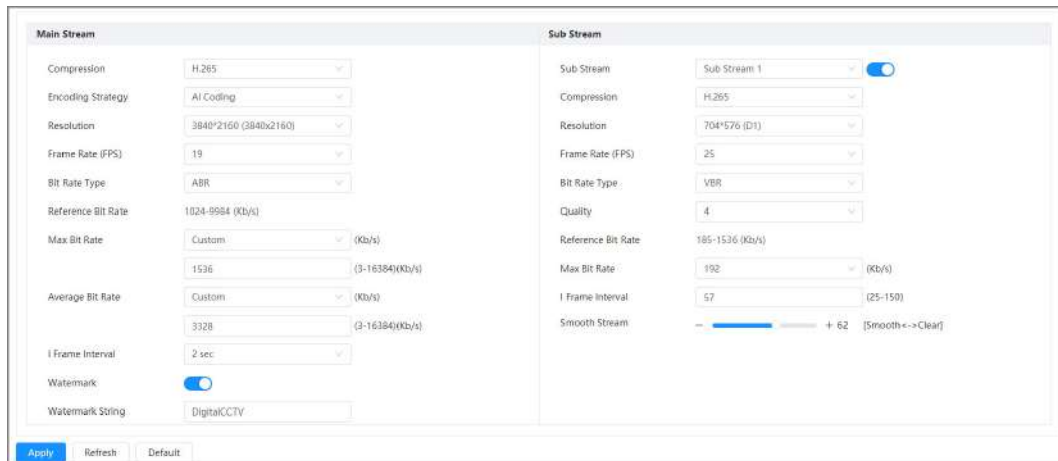 Main Stream
Compression H.265
Encoding Strategy AI Coding
Resolution 3840*2160 (3840x2160)
Frame Rate (FPS) 19
Bit Rate Type ABR
Reference Bit Rate 1024-9984 (Kb/s)
Max Bit Rate Custom (Kb/s)
1536 (3-16384)(Kb/s)
Average Bit Rate Custom (Kb/s)
3328 (3-16384)(Kb/s)
I Frame Interval 2 sec
Watermark
Watermark String DigitalCCTV
Sub Stream
Sub Stream Sub Stream 1
Compression H.265
Resolution 704*576 (D1)
Frame Rate (FPS) 25
Bit Rate Type VBR
Quality 4
Reference Bit Rate 185-1536 (Kb/s)
Max Bit Rate 192 (Kb/s)
I Frame Interval 57 (25-150)
Smooth Stream − + 62 [Smooth<->Clear]
Apply Refresh Default